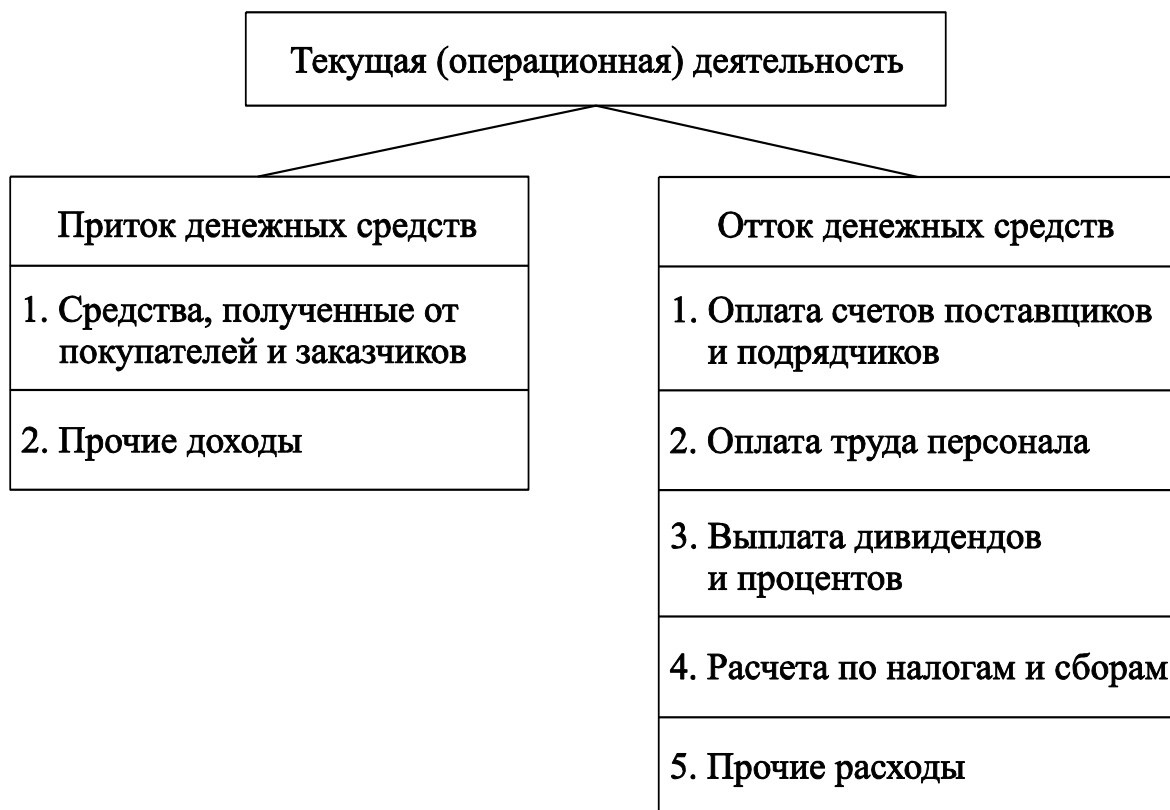 Текущая (операционная) деятельность
Приток денежных средств
1. Средства, полученные от
покупателей и заказчиков
2. Прочие доходы
Отток денежных средств
1. Оплата счетов поставщиков
и подрядчиков
2. Оплата труда персонала
3. Выплата дивидендов
и процентов
4. Расчета по налогам и сборам
5. Прочие расходы